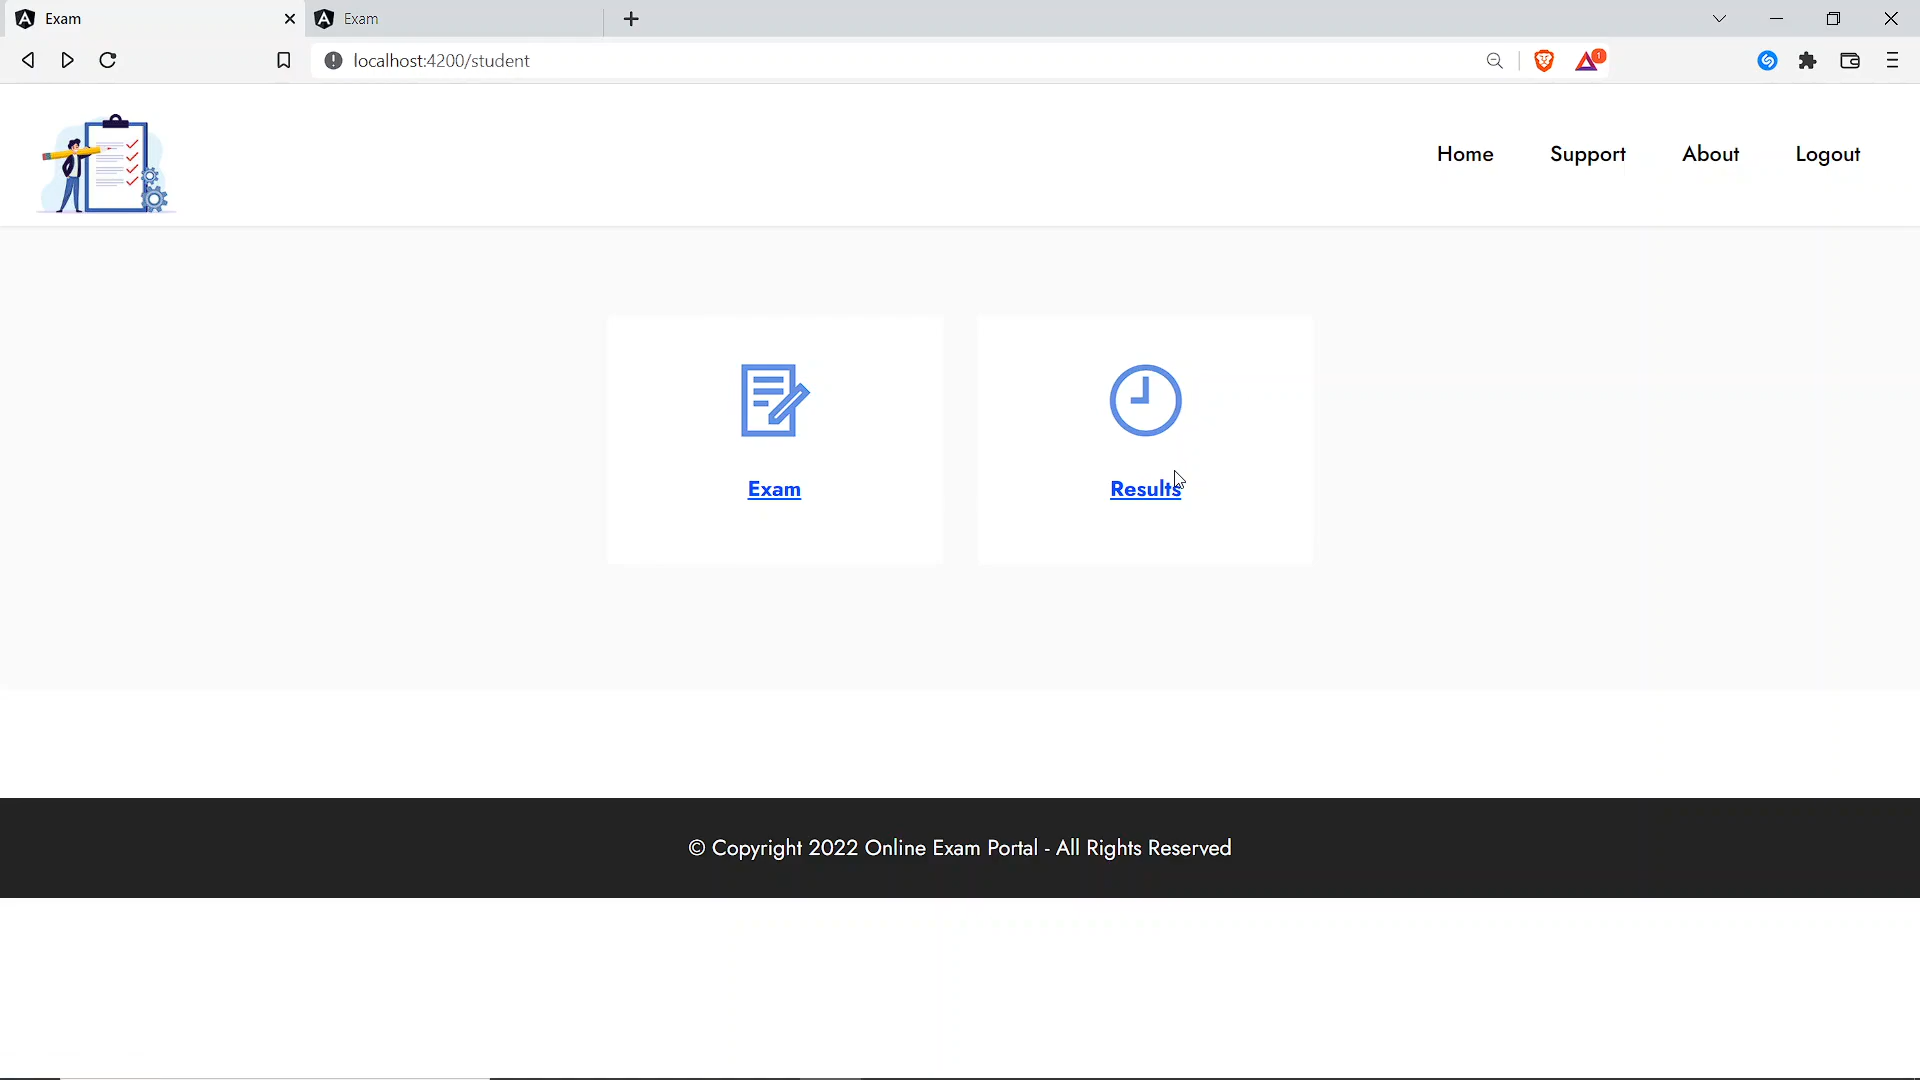 Exam
Exam
localhost:4200/student
1
Home
Support
About
Logout
Exam
Results
© Copyright 2022 Online Exam Portal - All Rights Reserved